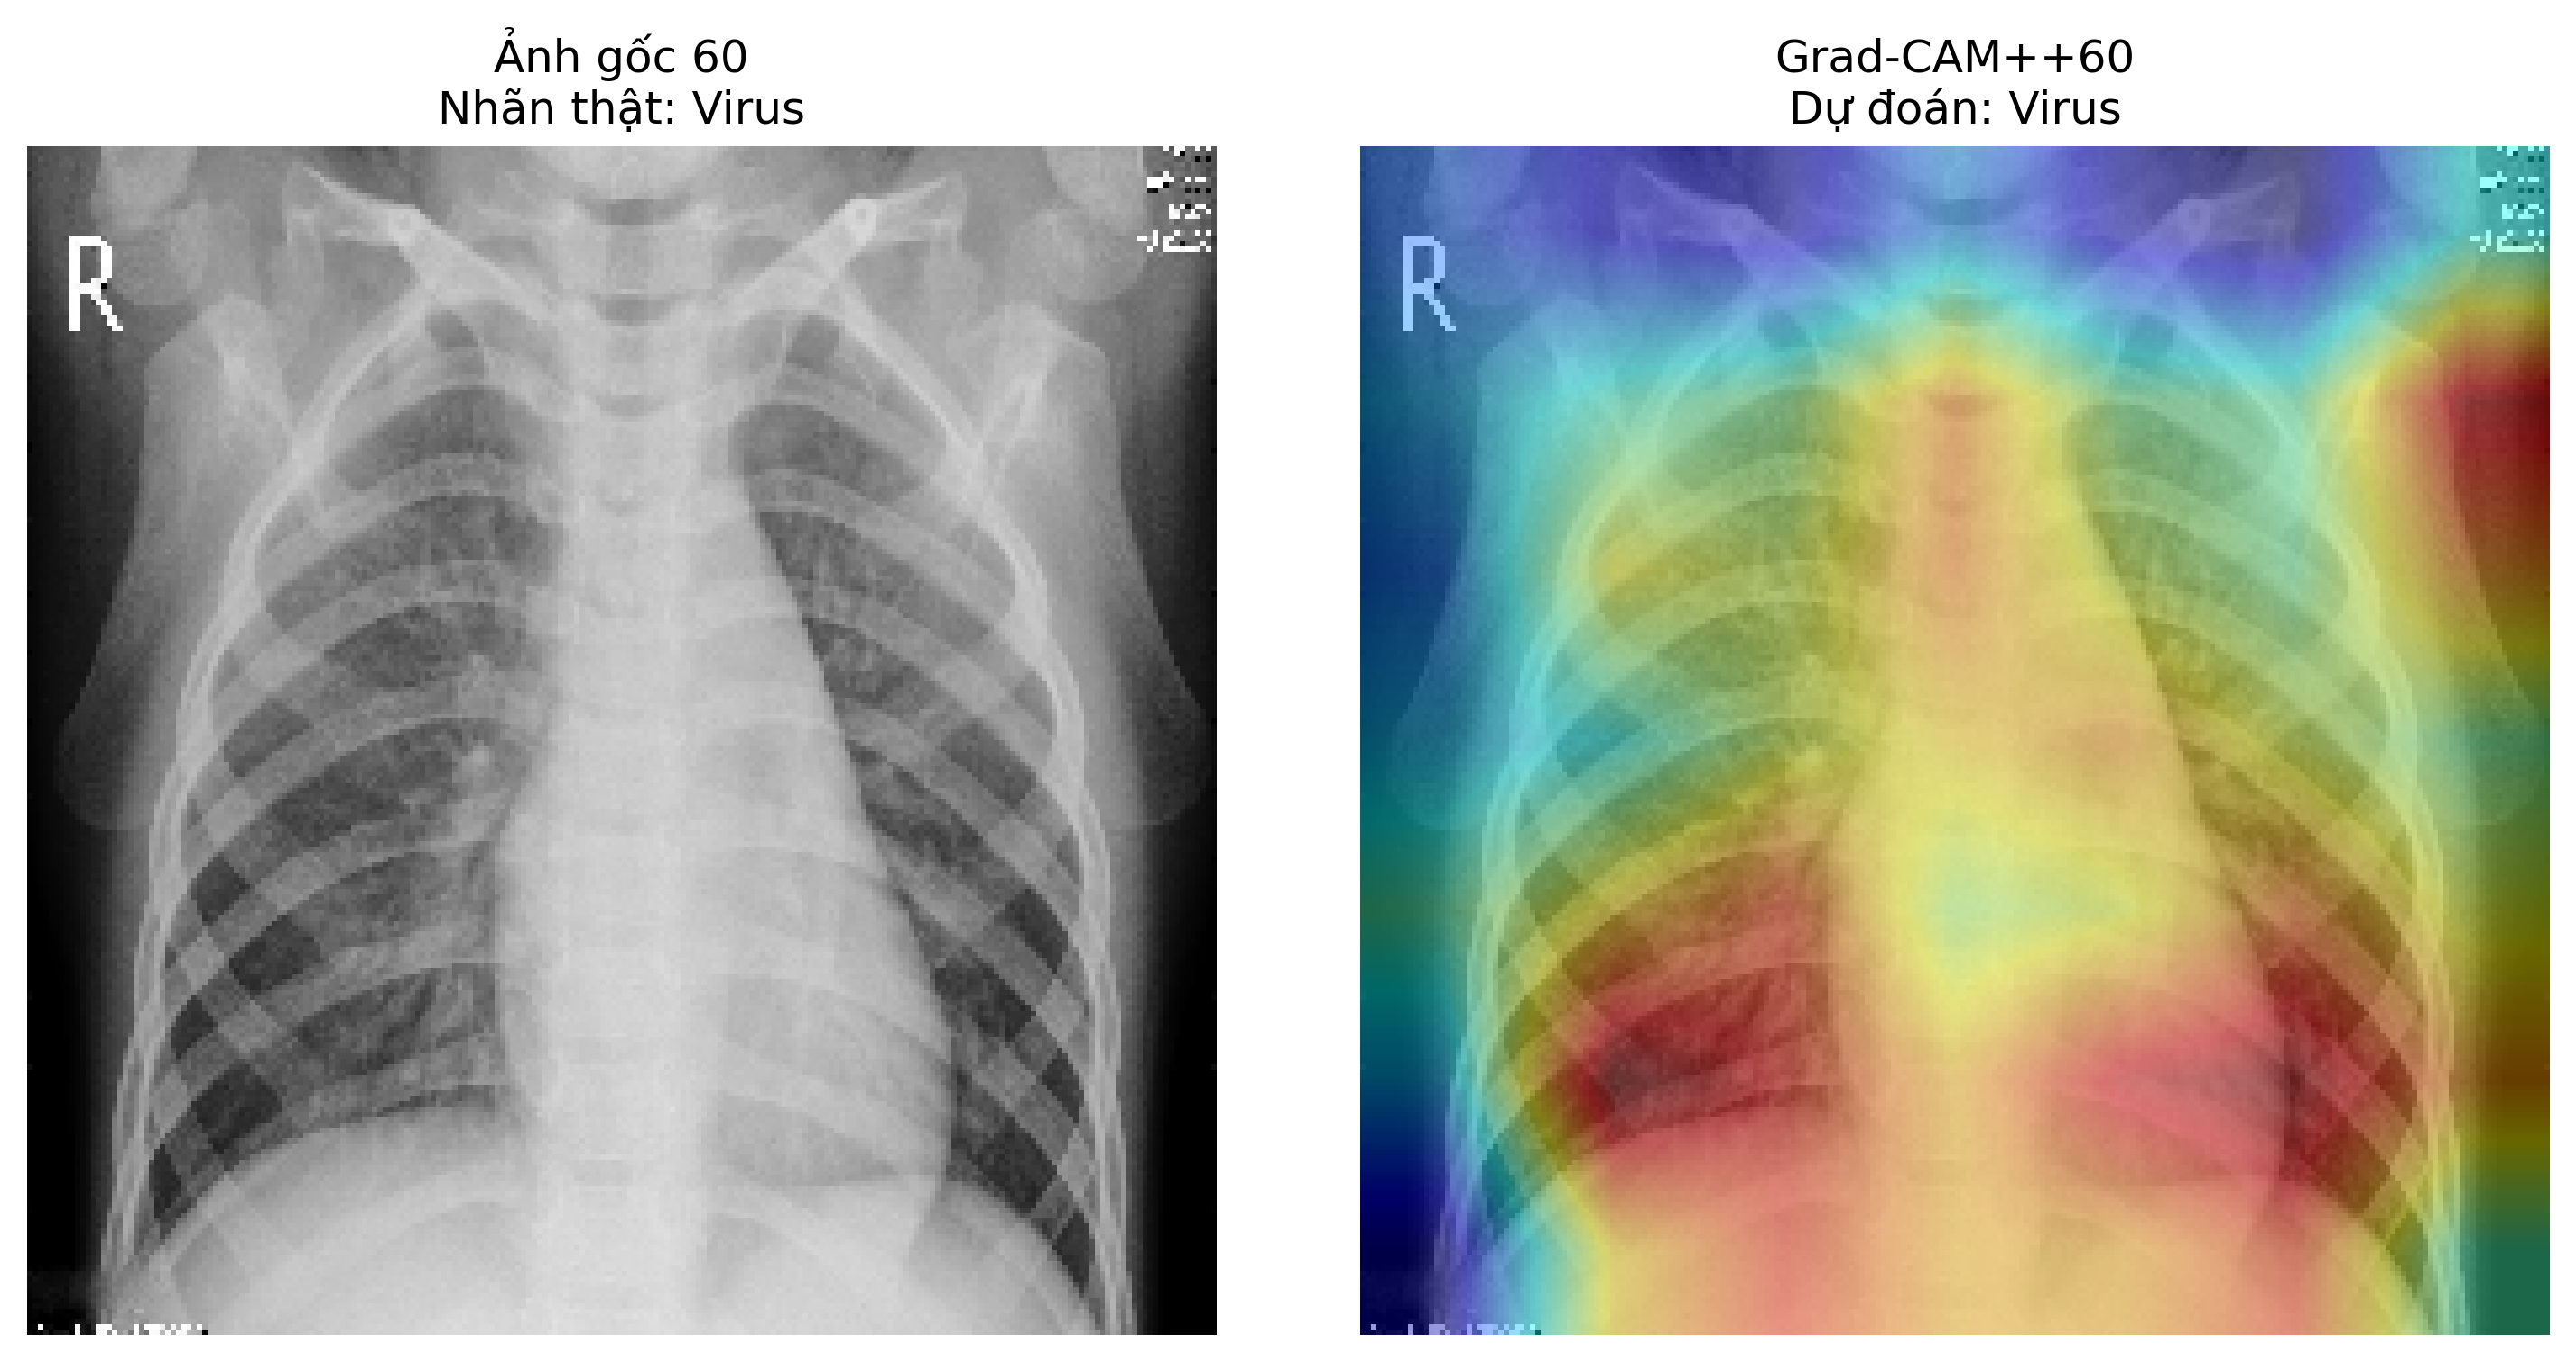 Ảnh gốc 60
Nhãn thật: Virus
Grad-CAM++60
Dự đoán: Virus
R
R